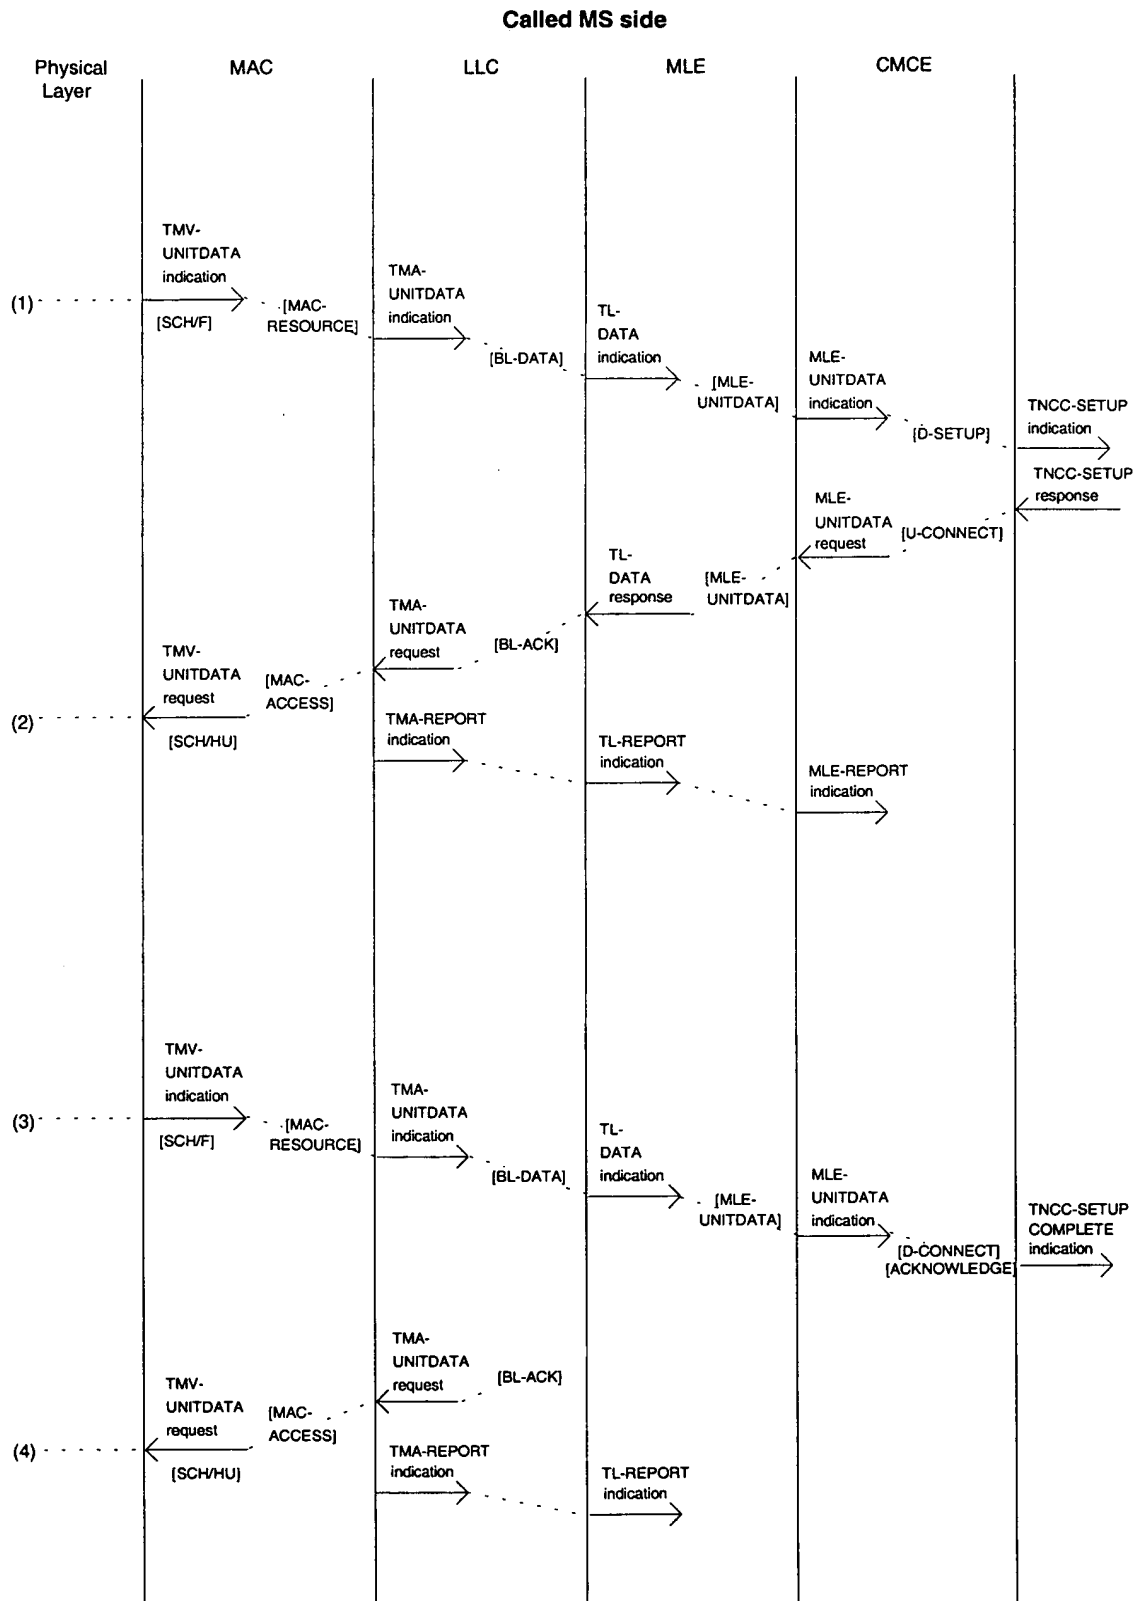 Called MS side
Physical
Layer
MAC
LLC
MLE
CMCE
TMV-
UNITDATA
indication
(1)
[SCH/F]
[MAC-
RESOURCE]
TMA-
UNITDATA
indication
[BL-DATA]
TL-
DATA
indication
[MLE-
UNITDATA]
MLE-
UNITDATA
indication
[D-SETUP]
TNCC-SETUP
indication
TNCC-SETUP
response
[U-CONNECT]
MLE-
UNITDATA
request
[MLE-
UNITDATA]
TL-
DATA
response
[BL-ACK]
TMA-
UNITDATA
request
[MAC-
ACCESS]
TMV-
UNITDATA
request
(2)
[SCH/HU]
TMA-REPORT
indication
TL-REPORT
indication
MLE-REPORT
indication
TMV-
UNITDATA
indication
(3)
[SCH/F]
[MAC-
RESOURCE]
TMA-
UNITDATA
indication
[BL-DATA]
TL-
DATA
indication
[MLE-
UNITDATA]
MLE-
UNITDATA
indication
[D-CONNECT]
[ACKNOWLEDGE]
TNCC-SETUP
COMPLETE
indication
TMA-
UNITDATA
request
[BL-ACK]
TMV-
UNITDATA
request
[MAC-
ACCESS]
(4)
[SCH/HU]
TMA-REPORT
indication
TL-REPORT
indication